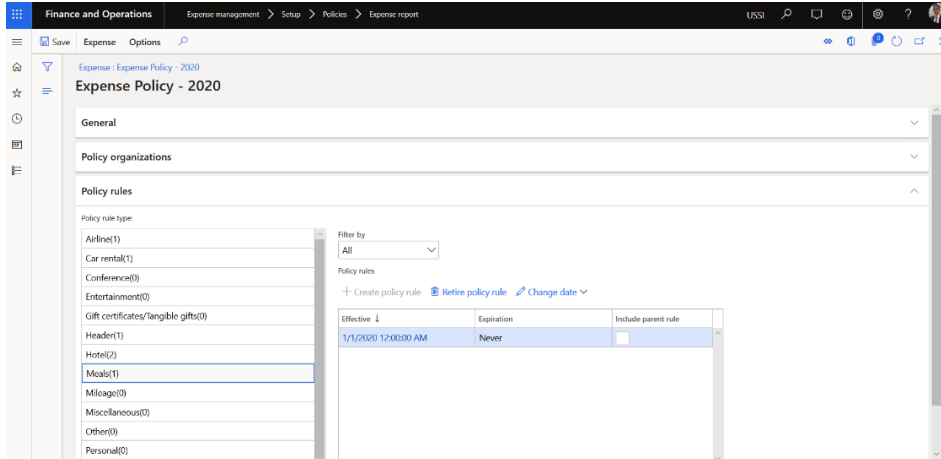 Finance and Operations
Expense management > Setup > Policies > Expense report
USSI
?
Save Expense Options
0
Expense : Expense Policy - 2020
Expense Policy - 2020
General
Policy organizations
Policy rules
Policy rule type:
Airline(1)
Car rental(1)
Conference(0)
Entertainment(0)
Gift certificates/Tangible gifts(0)
Header(1)
Hotel(2)
Meals(1)
Mileage(0)
Miscellaneous(0)
Other(0)
Personal(0)
Filter by
All
Policy rules
+ Create policy rule Retire policy rule Change date
Effective ↓ Expiration Include parent rule
1/1/2020 12:00:00 AM Never